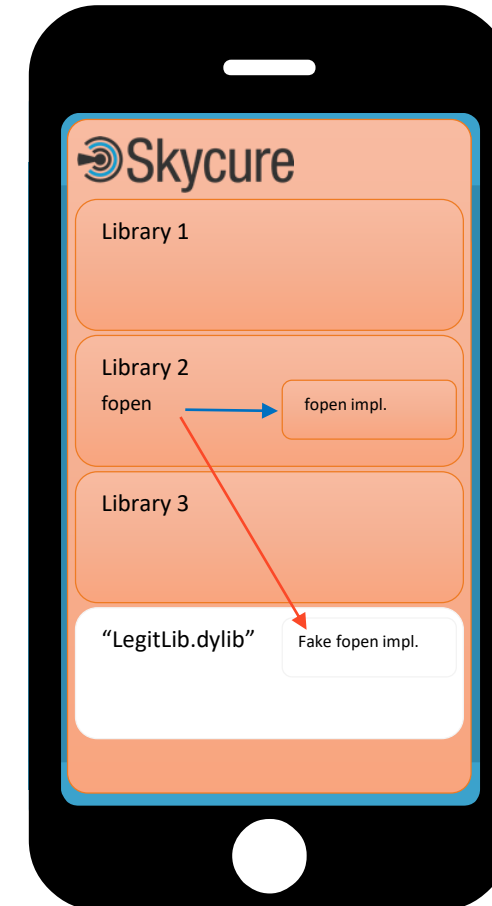 Skycure
Library 1
Library 2
fopen
fopen impl.
Library 3
“LegitLib.dylib”
Fake fopen impl.